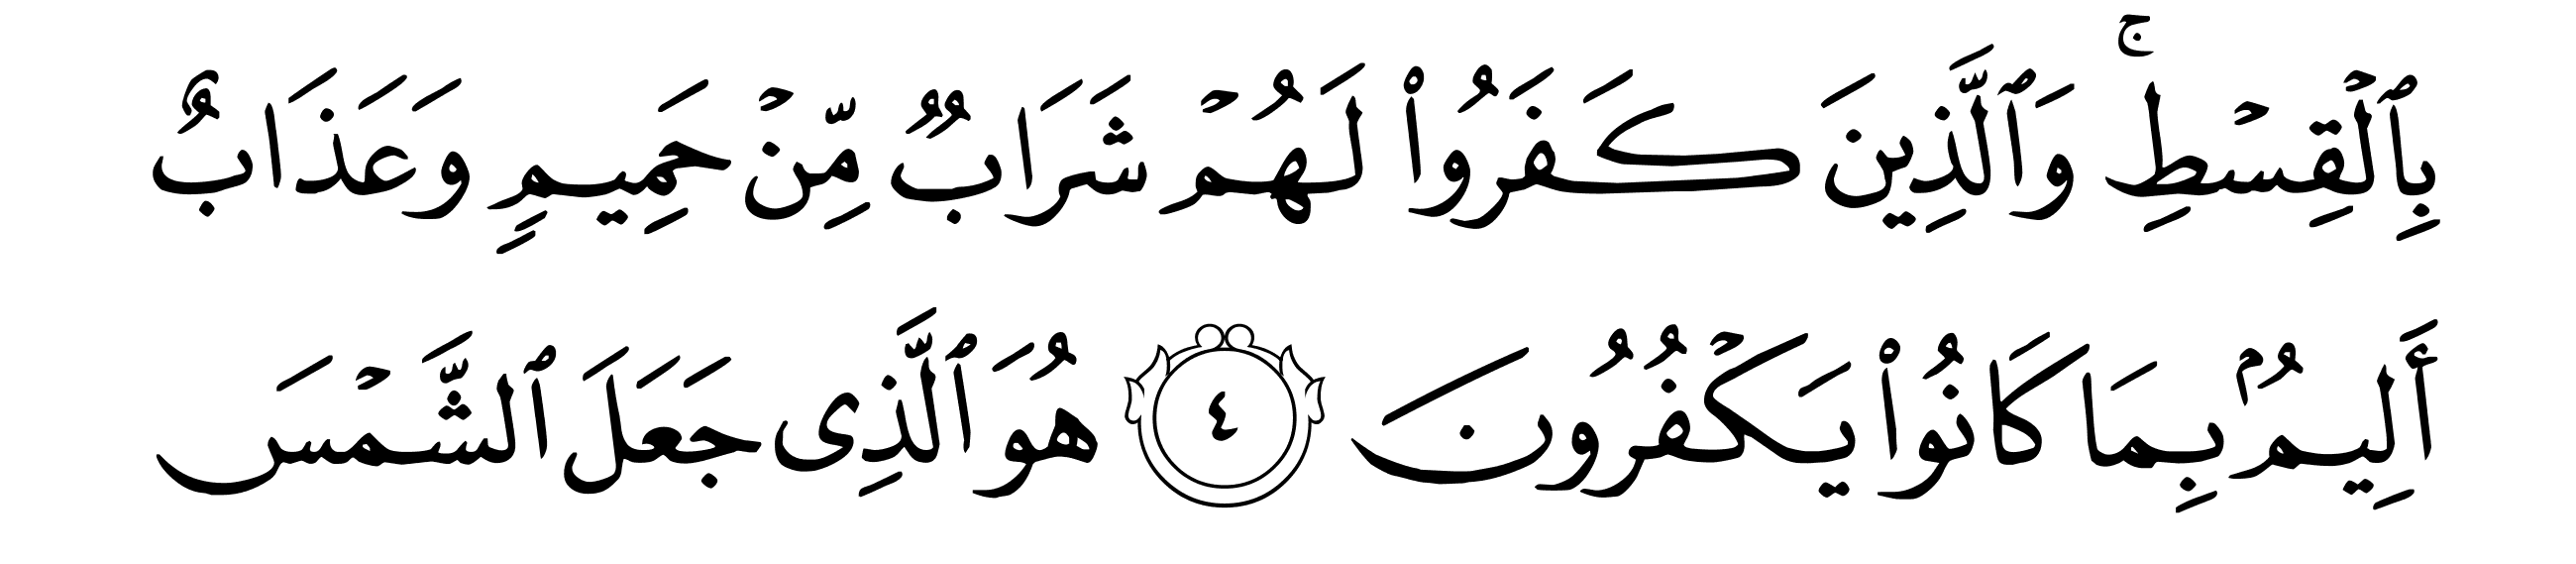 بِٱلۡقِسۡطِۚ وَٱلَّذِينَ كَفَرُواْ لَهُمۡ شَرَابٞ مِّنۡ حَمِيمٖ وَعَذَابٌ
أَلِيمُۢ بِمَا كَانُواْ يَكۡفُرُونَ ٤ هُوَ ٱلَّذِى جَعَلَ ٱلشَّمۡسَ